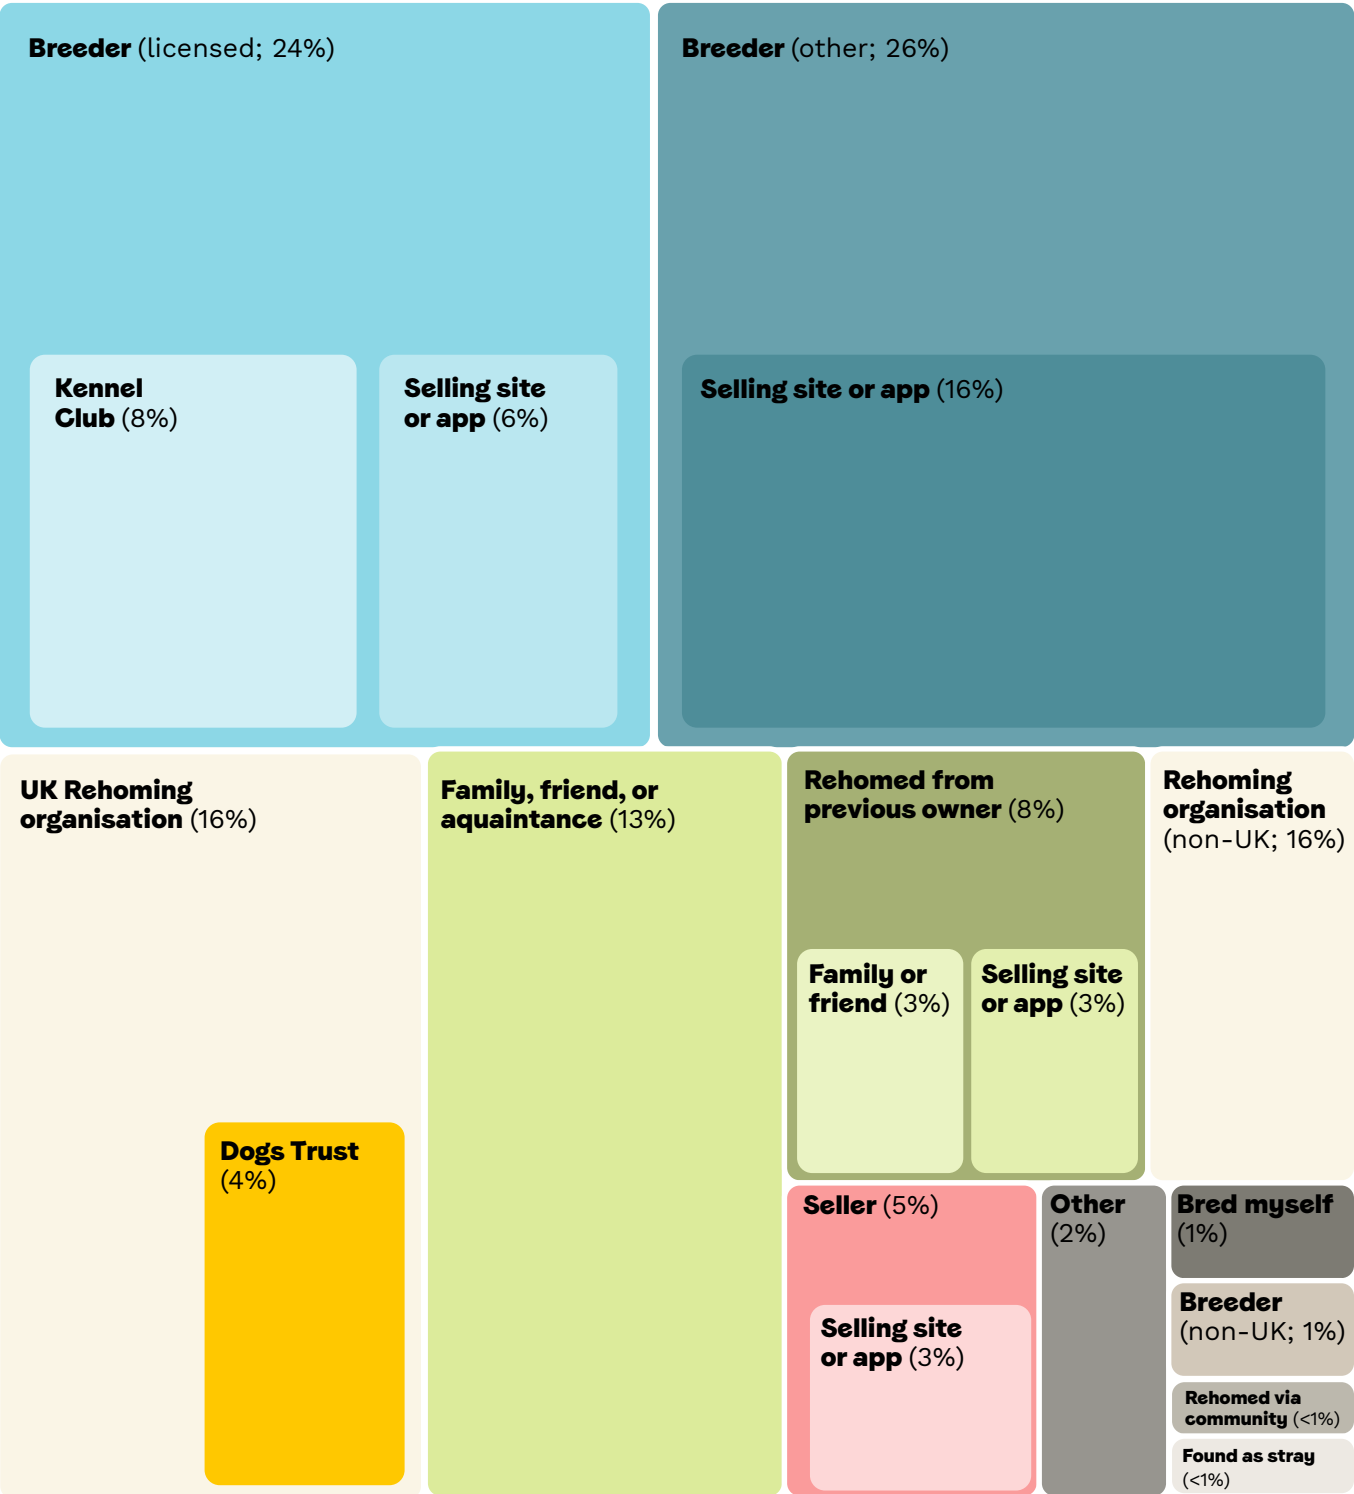 Breeder (licensed; 24%)
Breeder (other; 26%)
Kennel
Club (8%)
Selling site
or app (6%)
Selling site or app (16%)
UK Rehoming
organisation (16%)
Family, friend, or
aquaintance (13%)
Rehomed from
previous owner (8%)
Rehoming
organisation
(non-UK; 16%)
Family or
friend (3%)
Selling site
or app (3%)
Dogs Trust
(4%)
Seller (5%)
Other
(2%)
Bred myself
(1%)
Breeder
(non-UK; 1%)
Selling site
or app (3%)
Rehomed via
community (<1%)
Found as stray
(<1%)